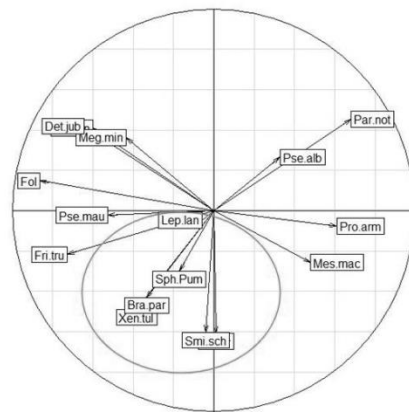 Par.not
Det.jub
Meg.min
Pse.alb
Fol
Pse.mau
Lep.lan
Pro.arm
Fri.tru
Mes.mac
Sph.Pum
Bra.par
Xen.tul
Smi.sch